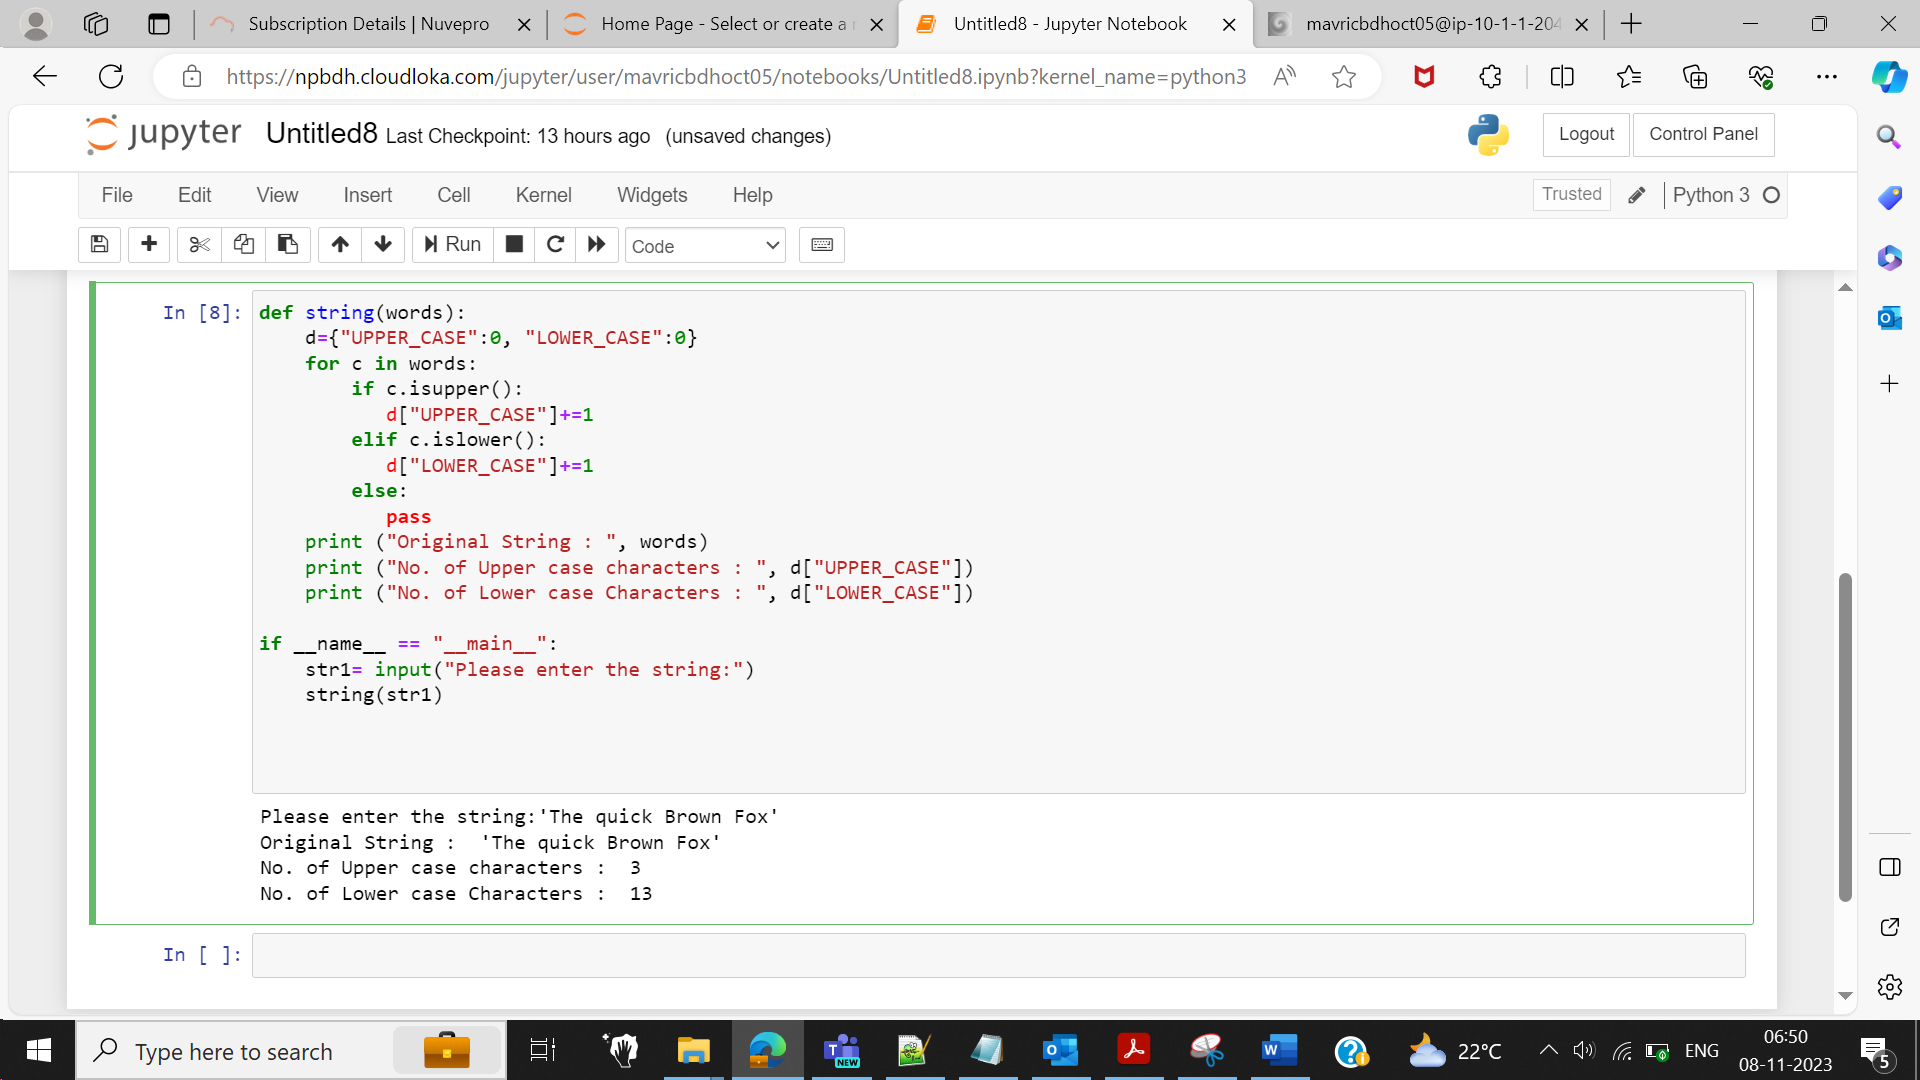 Subscription Details | Nuvepro
Home Page - Select or create a
Untitled8 - Jupyter Notebook
mavricbdhoct05@ip-10-1-1-204
https://npbdh.cloudloka.com/jupyter/user/mavricbdhoct05/notebooks/Untitled8.ipynb?kernel_name=python3
jupyter Untitled8 Last Checkpoint: 13 hours ago (unsaved changes)
Logout Control Panel
File Edit View Insert Cell Kernel Widgets Help
Trusted Python 3
Run Code
In [8]: def string(words):
    d={"UPPER_CASE":0, "LOWER_CASE":0}
    for c in words:
        if c.isupper():
           d["UPPER_CASE"]+=1
        elif c.islower():
           d["LOWER_CASE"]+=1
        else:
           pass
    print ("Original String : ", words)
    print ("No. of Upper case characters : ", d["UPPER_CASE"])
    print ("No. of Lower case Characters : ", d["LOWER_CASE"])
if __name__ == "__main__":
    str1= input("Please enter the string:")
    string(str1)
Please enter the string:'The quick Brown Fox'
Original String :  'The quick Brown Fox'
No. of Upper case characters :  3
No. of Lower case Characters :  13
In [ ]:
Type here to search
NEW
22°C
ENG
06:50
08-11-2023
5